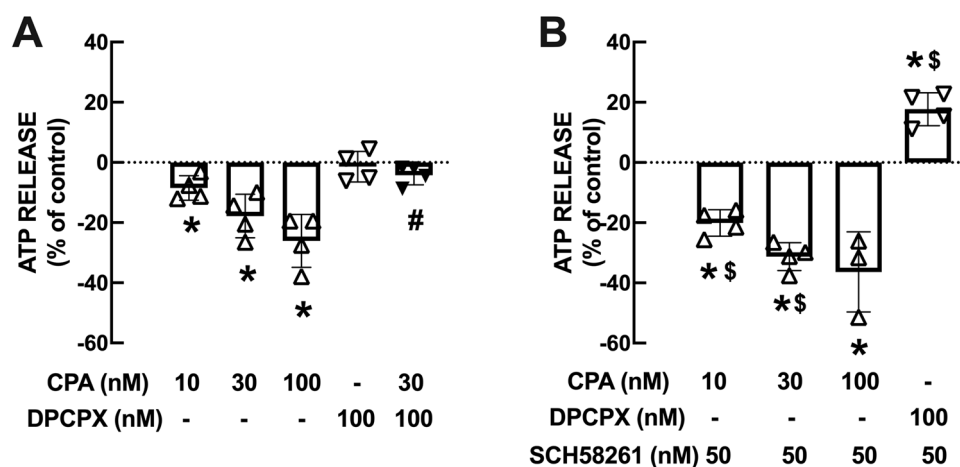 A
B
40
20
0
-20
-40
-60
ATP RELEASE
(% of control)
*
*
*
#
CPA (nM) 10 30 100 - 30
DPCPX (nM) - - - 100 100
40
20
0
-20
-40
-60
ATP RELEASE
(% of control)
* $
* $
*
* $
CPA (nM) 10 30 100 -
DPCPX (nM) - - - 100
SCH58261 (nM) 50 50 50 50